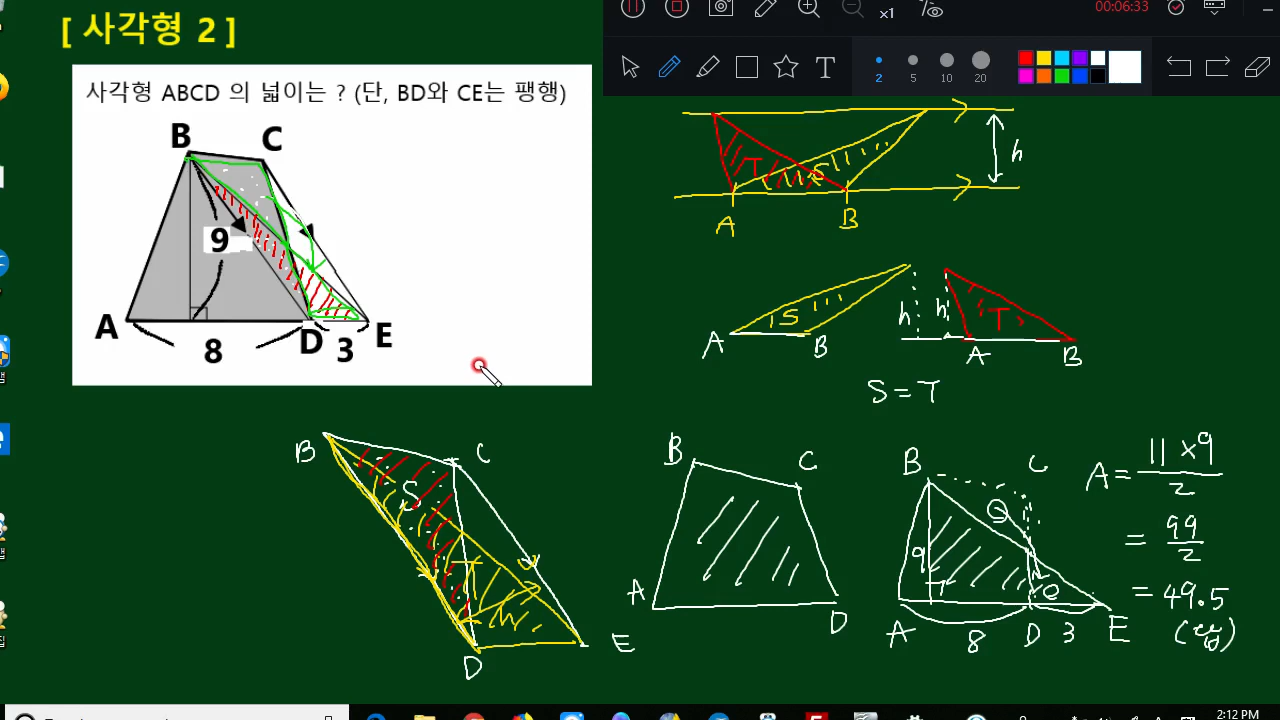 [ 사각형 2 ]
x1
00:06:33
2 5 10 20
사각형 ABCD 의 넓이는 ? (단, BD와 CE는 팽행)
B C
9
A D E
8 3
T S h
A B
S h h T
A B A B
S = T
B C
S
D E
B C
A D
B C
Q
9
A D E
8 3
A = 11 x 9 / 2
= 99 / 2
= 49.5
2:12 PM